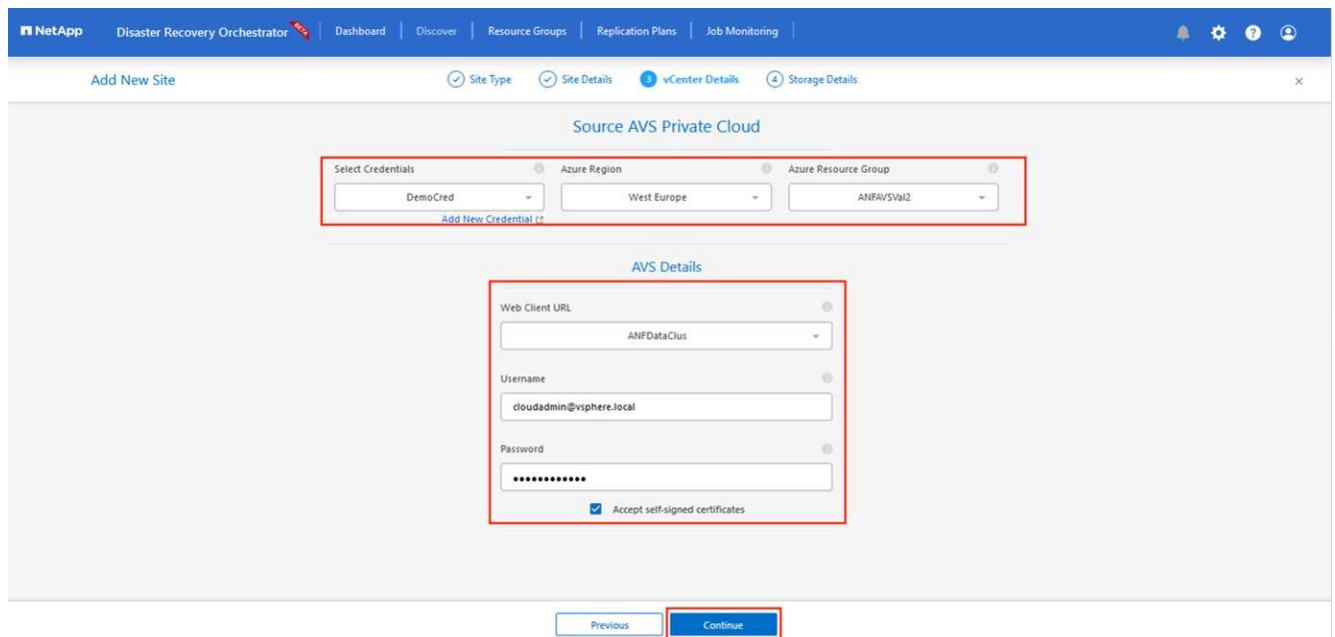 NetApp Disaster Recovery Orchestrator BETA Dashboard Discover Resource Groups Replication Plans Job Monitoring
Add New Site Site Type Site Details 3 vCenter Details 4 Storage Details
Source AVS Private Cloud
Select Credentials Azure Region Azure Resource Group
DemoCred West Europe ANFAVSVal2
Add New Credential
AVS Details
Web Client URL
ANFDataClus
Username
cloudadmin@vsphere.local
Password
••••••••••••
Accept self-signed certificates
Previous Continue